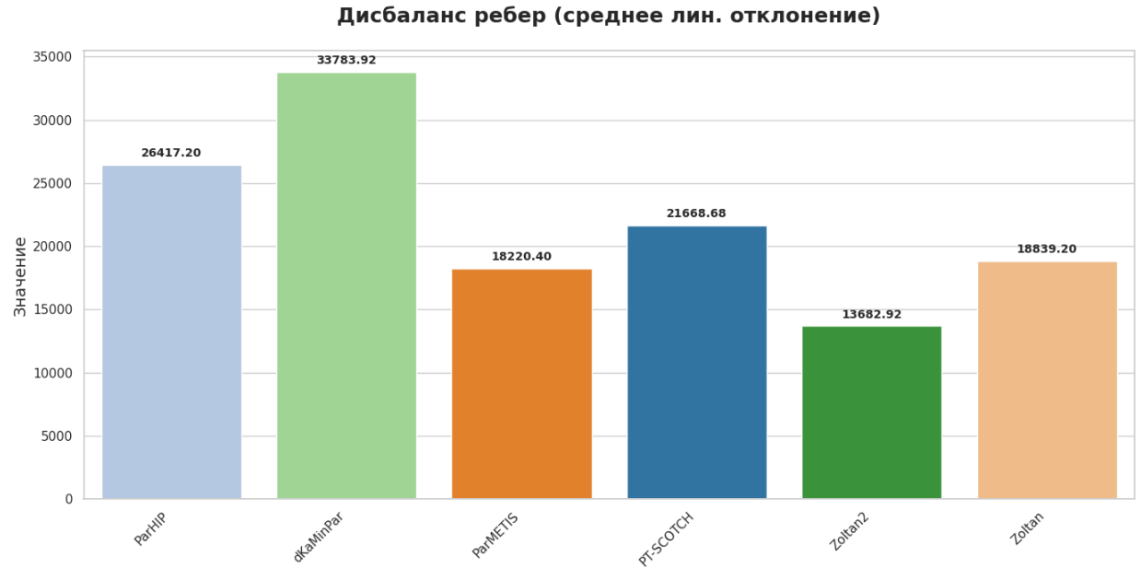 Дисбаланс ребер (среднее лин. отклонение)
Значение
35000
30000
25000
20000
15000
10000
5000
0
26417.20
33783.92
18220.40
21668.68
13682.92
18839.20
ParHIP
dKaMinPar
ParMETIS
PT-SCOTCH
Zoltan2
Zoltan